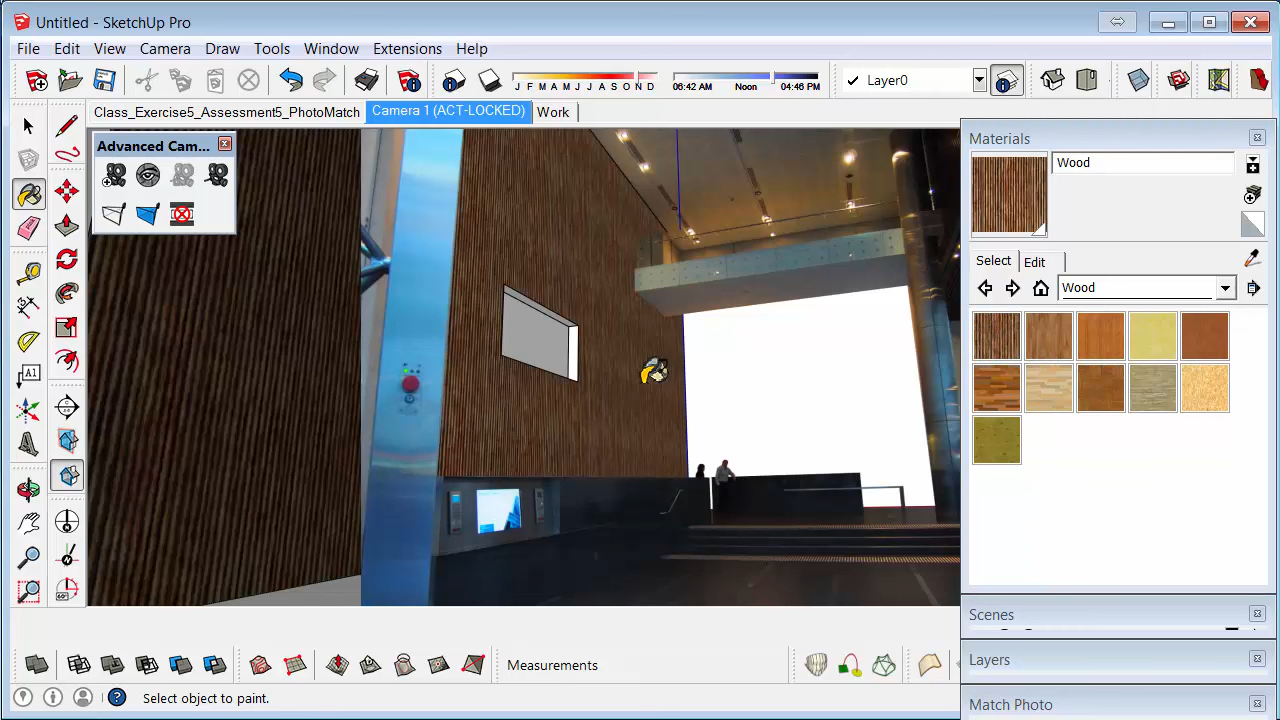 Untitled - SketchUp Pro
File Edit View Camera Draw Tools Window Extensions Help
J F M A M J J A S O N D
06:42 AM Noon 04:46 PM
Layer0
Class_Exercise5_Assessment5_PhotoMatch
Camera 1 (ACT-LOCKED)
Work
Advanced Cam...
Materials
Wood
Select
Edit
Wood
A1
Scenes
Layers
Match Photo
Measurements
Select object to paint.